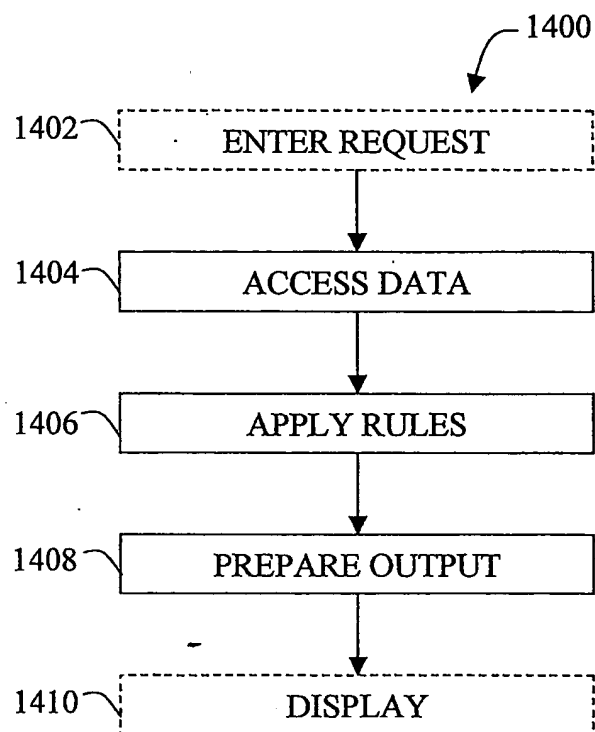 1400
1402 ENTER REQUEST
1404 ACCESS DATA
1406 APPLY RULES
1408 PREPARE OUTPUT
1410 DISPLAY